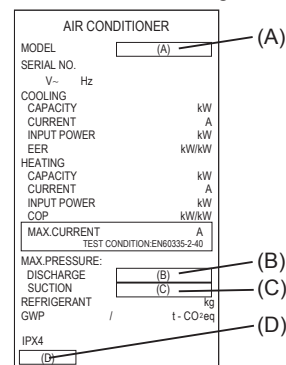 AIR CONDITIONER
MODEL (A) (A)
SERIAL NO.
V~ Hz
COOLING
CAPACITY kW
CURRENT A
INPUT POWER kW
EER kW/kW
HEATING
CAPACITY kW
CURRENT A
INPUT POWER kW
COP kW/kW
MAX.CURRENT A
TEST CONDITION:EN60335-2-40
MAX.PRESSURE:
DISCHARGE (B) (B)
SUCTION (C) (C)
REFRIGERANT kg
GWP / t - CO2eq
(D)
IPX4
(D)